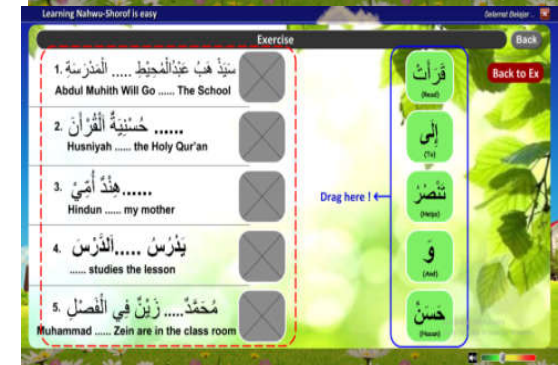 Learning Nahwu-Shorof is easy
Selamat Belajar ..
Exercise
Back
Back to Ex
1. سَيَذْ هَبُ عَبْدُالْمُحِيْطِ ..... الْمَدْرَسَةِ
Abdul Muhith Will Go ...... The School
2. ...... حُسْنِيَةٌ الْقُرْأَنَ
Husniyah ...... the Holy Qur'an
3. ......هِنْدٌ أُمِّيْ
Hindun ...... my mother
4. يَدْرُسُ .....الدَّرْسَ
...... studies the lesson
5. مُحَمَّدٌ..... زَيْنٌ فِي الْفَصْلِ
Muhammad ...... Zein are in the class room
Drag here !
قَرَأَتْ
(Read)
إِلَى
(To)
تَنْصُرُ
(Helps)
وَ
(And)
حَسَنٌ
(Hasan)